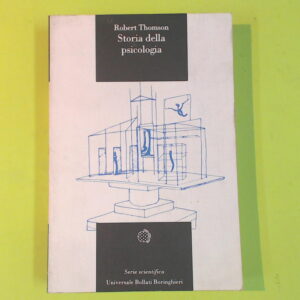 Robert Thomson
Storia della
psicologia
Serie scientifica
Universale Bollati Boringhieri